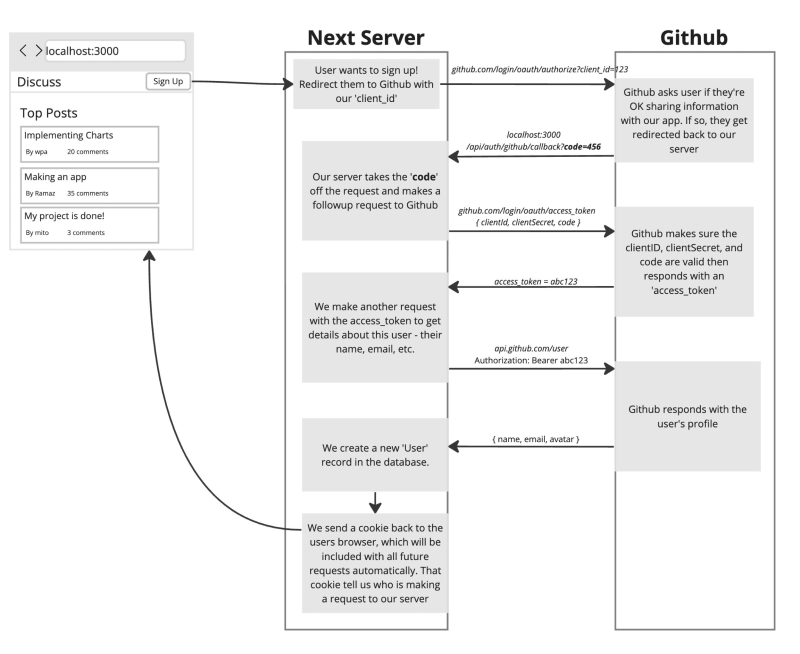 Next Server
Github
localhost:3000
Discuss
Sign Up
Top Posts
Implementing Charts
By wpa 20 comments
Making an app
By Ramaz 35 comments
My project is done!
By mito 3 comments
User wants to sign up!
Redirect them to Github with
our 'client_id'
github.com/login/oauth/authorize?client_id=123
Github asks user if they're
OK sharing information
with our app. If so, they get
redirected back to our
server
localhost:3000
/api/auth/github/callback?code=456
Our server takes the 'code'
off the request and makes a
followup request to Github
github.com/login/oauth/access_token
{ clientId, clientSecret, code }
Github makes sure the
clientID, clientSecret, and
code are valid then
responds with an
'access_token'
access_token = abc123
We make another request
with the access_token to get
details about this user - their
name, email, etc.
api.github.com/user
Authorization: Bearer abc123
Github responds with the
user's profile
{ name, email, avatar }
We create a new 'User'
record in the database.
We send a cookie back to the
users browser, which will be
included with all future
requests automatically. That
cookie tell us who is making
a request to our server